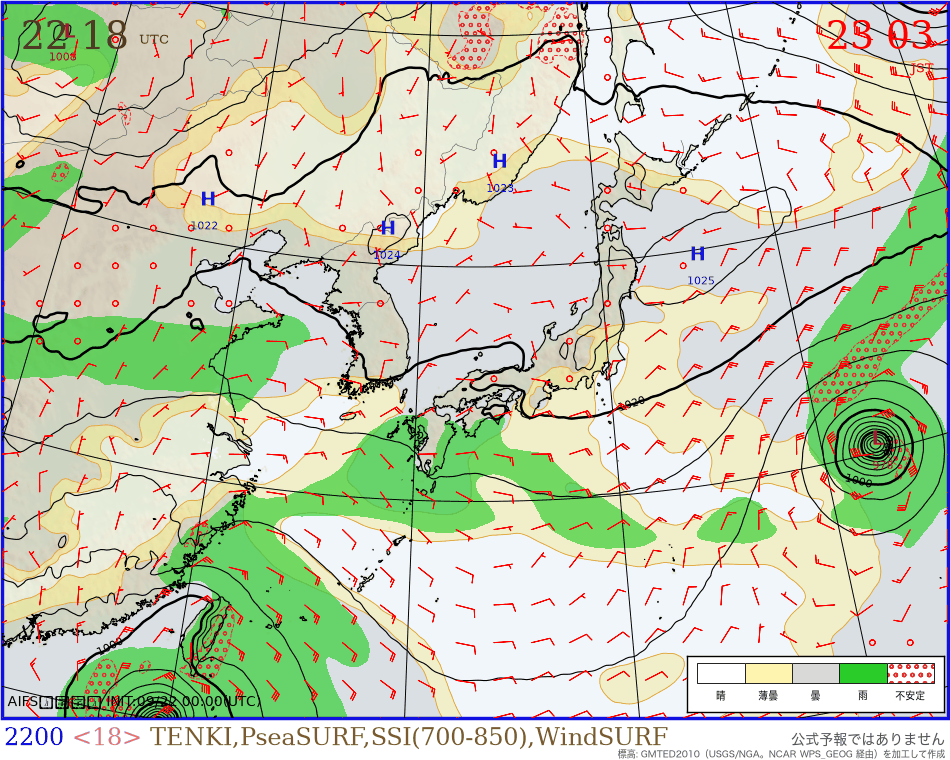 22 18 UTC
23 03
JST
1008
H
1023
H
1022
H
1024
H
1025
1020
L
1000
1000
晴 薄曇 曇 雨 不安定
INIT:09/22 00:00(UTC)
2200 <18> TENKI,PseaSURF,SSI(700-850),WindSURF
公式予報ではありません
標高: GMTED2010（USGS/NGA。NCAR WPS_GEOG 経由）を加工して作成